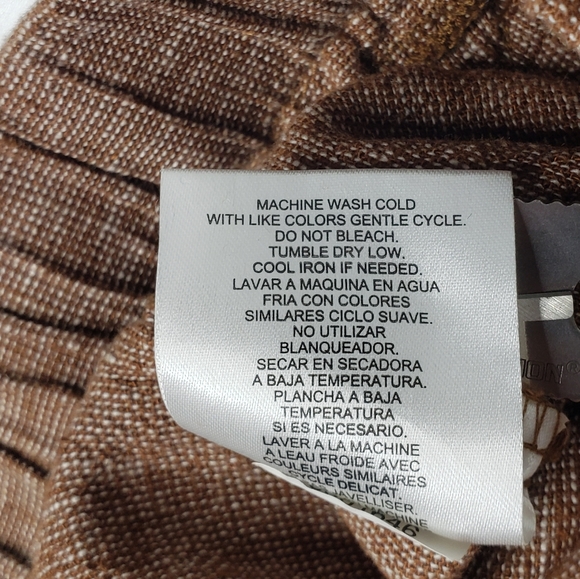 MACHINE WASH COLD
WITH LIKE COLORS GENTLE CYCLE.
DO NOT BLEACH.
TUMBLE DRY LOW.
COOL IRON IF NEEDED.
LAVAR A MAQUINA EN AGUA
FRIA CON COLORES
SIMILARES CICLO SUAVE.
NO UTILIZAR
BLANQUEADOR.
SECAR EN SECADORA
A BAJA TEMPERATURA.
PLANCHA A BAJA
TEMPERATURA
SI ES NECESARIO.
LAVER A LA MACHINE
A L'EAU FROIDE AVEC
COULEURS SIMILAIRES
CYCLE DELICAT.
JAVELLISER.